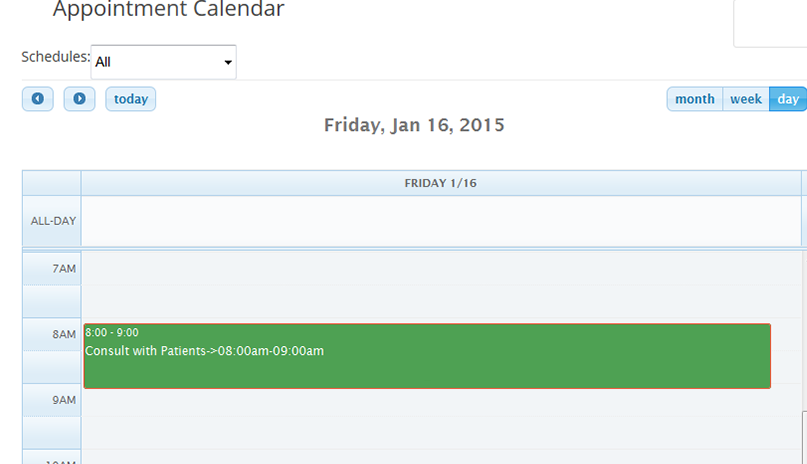 Appointment Calendar
Schedules: All
today
month week day
Friday, Jan 16, 2015
FRIDAY 1/16
ALL-DAY
7AM
8AM
8:00 - 9:00
Consult with Patients->08:00am-09:00am
9AM
10AM